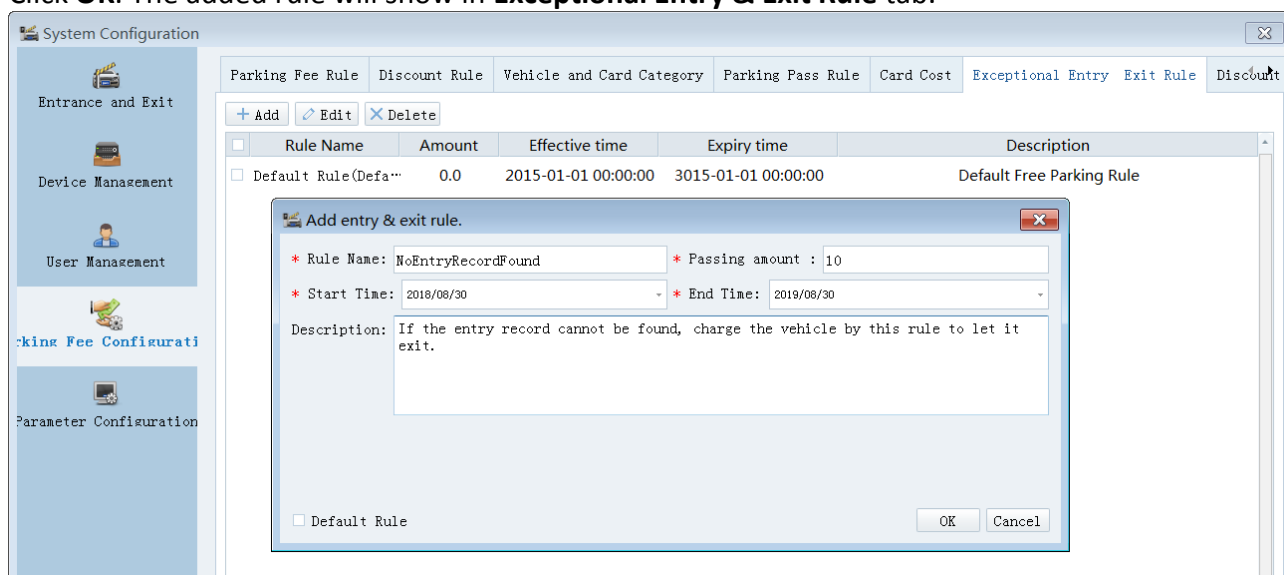 Click OK. The added rule will show in Exceptional Entry & Exit Rule tab.
System Configuration
Parking Fee Rule Discount Rule Vehicle and Card Category Parking Pass Rule Card Cost Exceptional Entry Exit Rule Discount
Entrance and Exit
+ Add Edit Delete
Rule Name Amount Effective time Expiry time Description
Default Rule(Defa… 0.0 2015-01-01 00:00:00 3015-01-01 00:00:00 Default Free Parking Rule
Device Management
Add entry & exit rule.
User Management
* Rule Name: NoEntryRecordFound * Passing amount : 10
* Start Time: 2018/08/30 * End Time: 2019/08/30
Description: If the entry record cannot be found, charge the vehicle by this rule to let it
exit.
rking Fee Configurati
Parameter Configuration
Default Rule OK Cancel